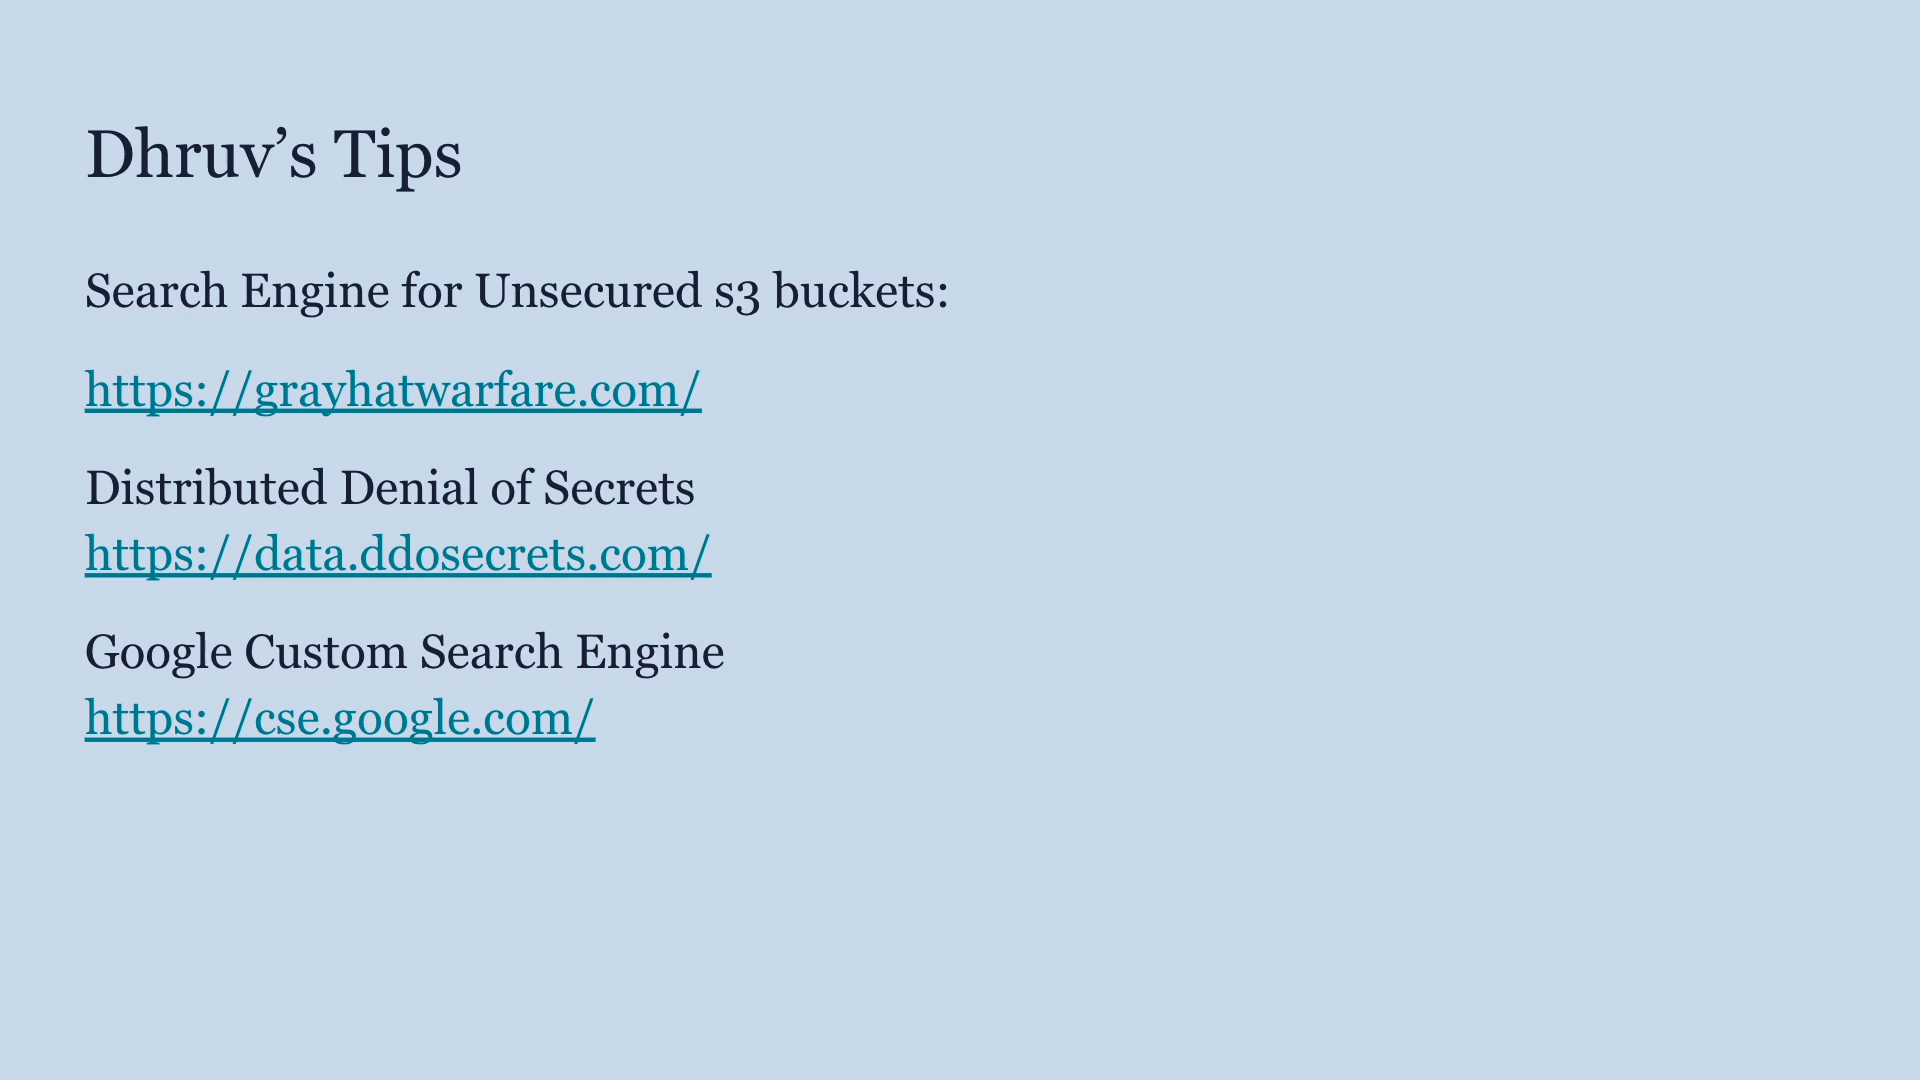 Dhruv’s Tips
Search Engine for Unsecured s3 buckets:
https://grayhatwarfare.com/
Distributed Denial of Secrets
https://data.ddosecrets.com/
Google Custom Search Engine
https://cse.google.com/